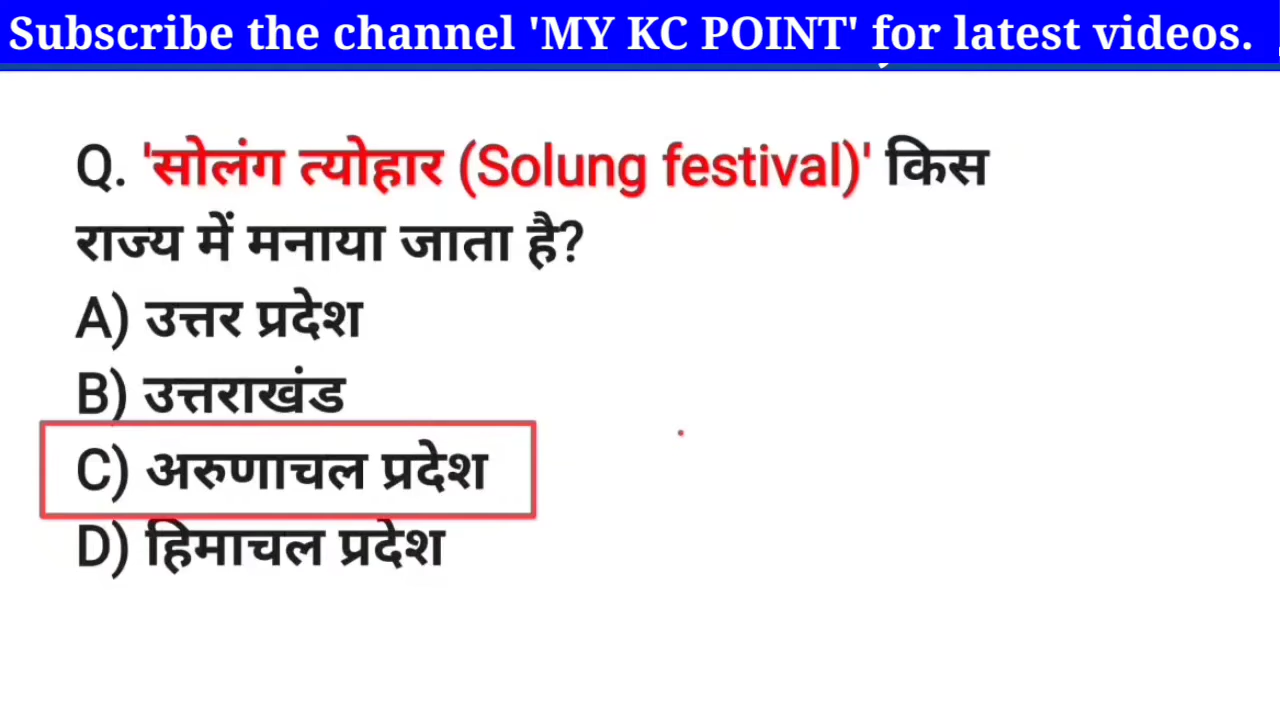 Subscribe the channel 'MY KC POINT' for latest videos.
Q. 'सोलंग त्योहार (Solung festival)' किस
राज्य में मनाया जाता है?
A) उत्तर प्रदेश
B) उत्तराखंड
C) अरुणाचल प्रदेश
D) हिमाचल प्रदेश